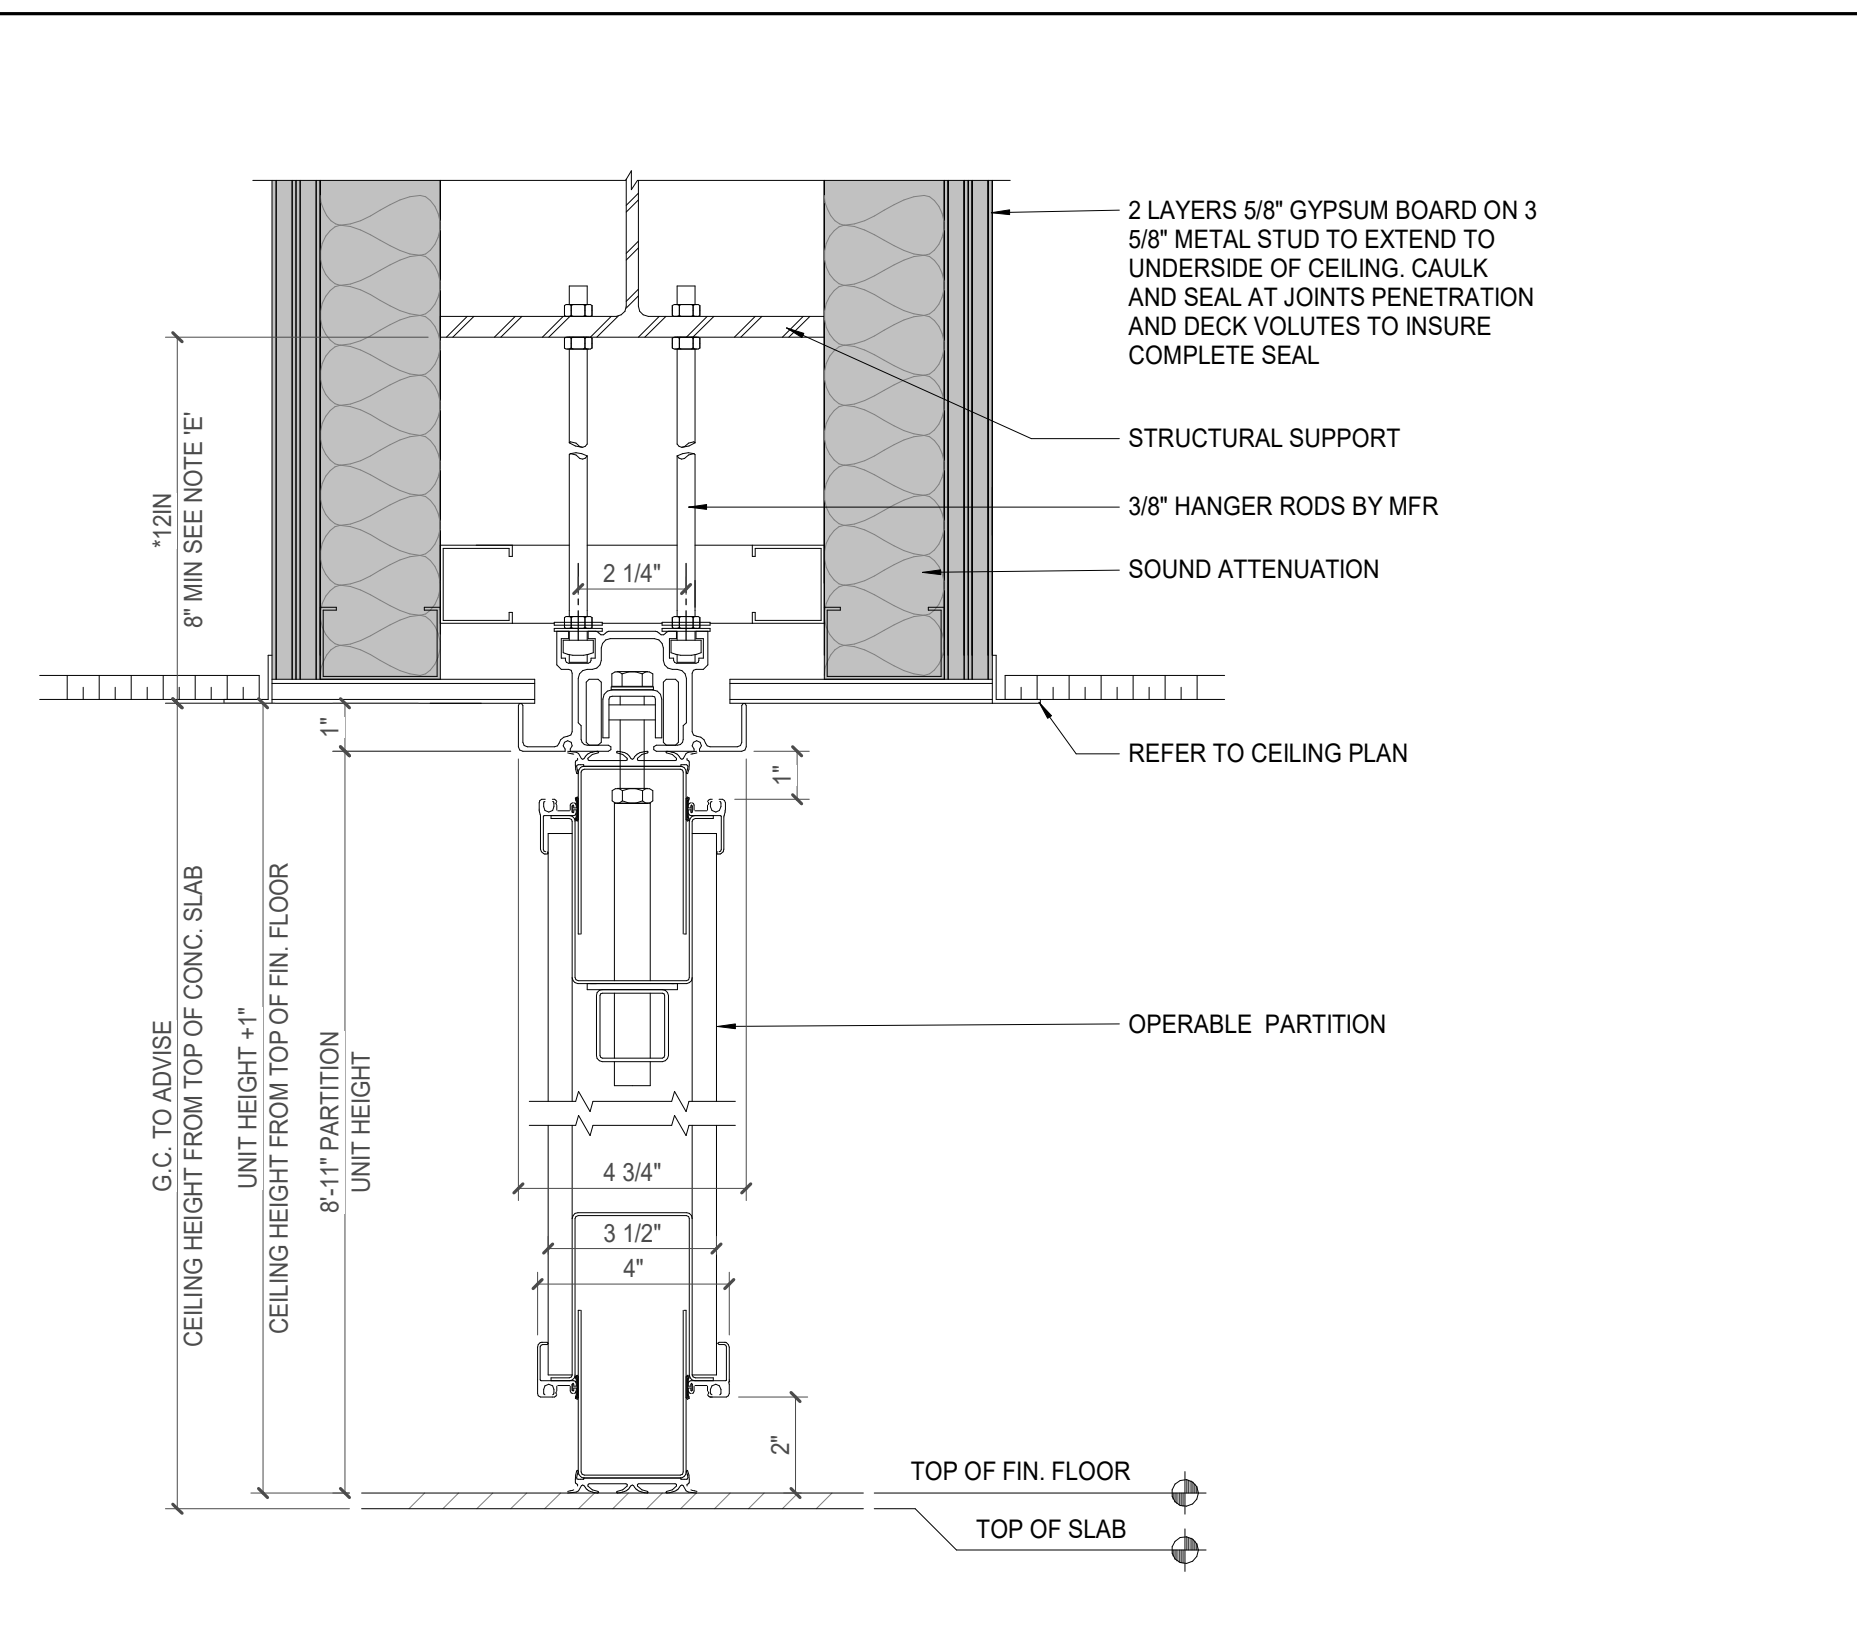 2 LAYERS 5/8" GYPSUM BOARD ON 3
5/8" METAL STUD TO EXTEND TO
UNDERSIDE OF CEILING. CAULK
AND SEAL AT JOINTS PENETRATION
AND DECK VOLUTES TO INSURE
COMPLETE SEAL
STRUCTURAL SUPPORT
3/8" HANGER RODS BY MFR
SOUND ATTENUATION
*12IN
8" MIN SEE NOTE 'E'
2 1/4"
1"
1"
REFER TO CEILING PLAN
G.C. TO ADVISE
CEILING HEIGHT FROM TOP OF CONC. SLAB
UNIT HEIGHT +1"
CEILING HEIGHT FROM TOP OF FIN. FLOOR
8'-11" PARTITION
UNIT HEIGHT
OPERABLE PARTITION
4 3/4"
3 1/2"
4"
2"
TOP OF FIN. FLOOR
TOP OF SLAB